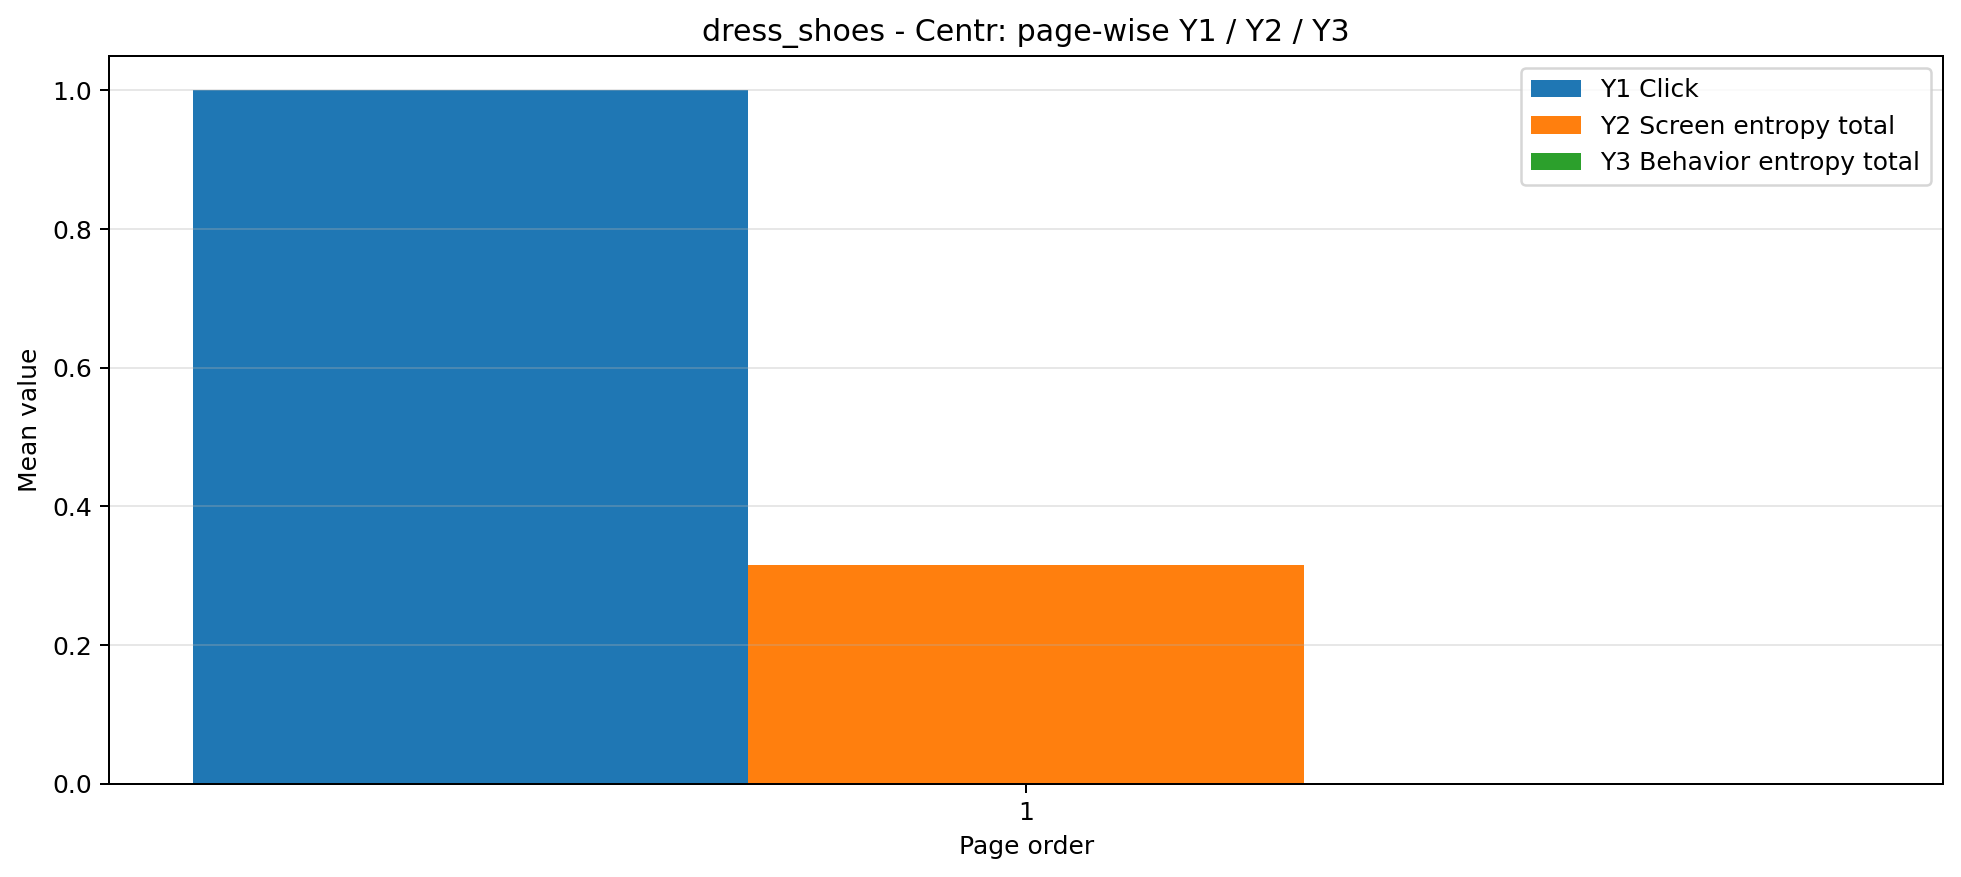 dress_shoes - Centr: page-wise Y1 / Y2 / Y3
Y1 Click
Y2 Screen entropy total
Y3 Behavior entropy total
1.0
0.8
0.6
0.4
0.2
0.0
Mean value
1
Page order